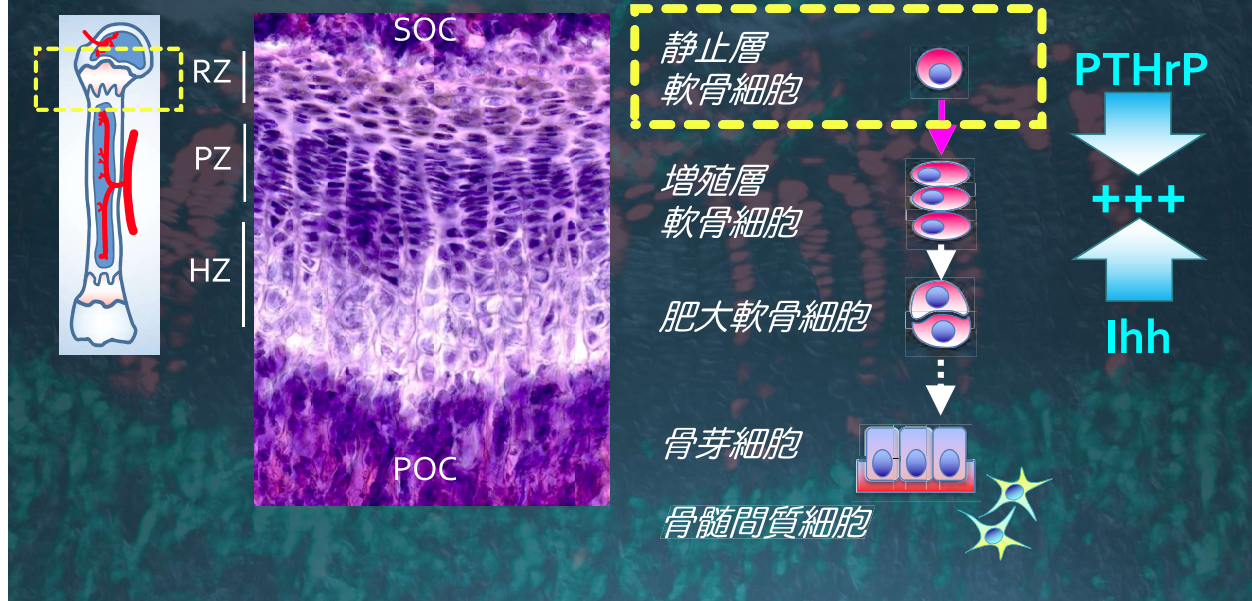 RZ
PZ
HZ
SOC
POC
静止層
軟骨細胞
増殖層
軟骨細胞
肥大軟骨細胞
骨芽細胞
骨髄間質細胞
PTHrP
+++
Ihh